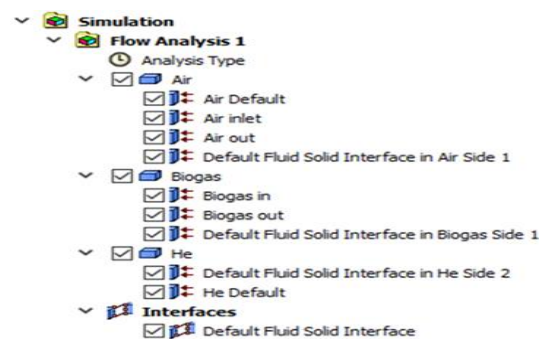 Simulation
Flow Analysis 1
Analysis Type
Air
Air Default
Air inlet
Air out
Default Fluid Solid Interface in Air Side 1
Biogas
Biogas in
Biogas out
Default Fluid Solid Interface in Biogas Side 1
He
Default Fluid Solid Interface in He Side 2
He Default
Interfaces
Default Fluid Solid Interface